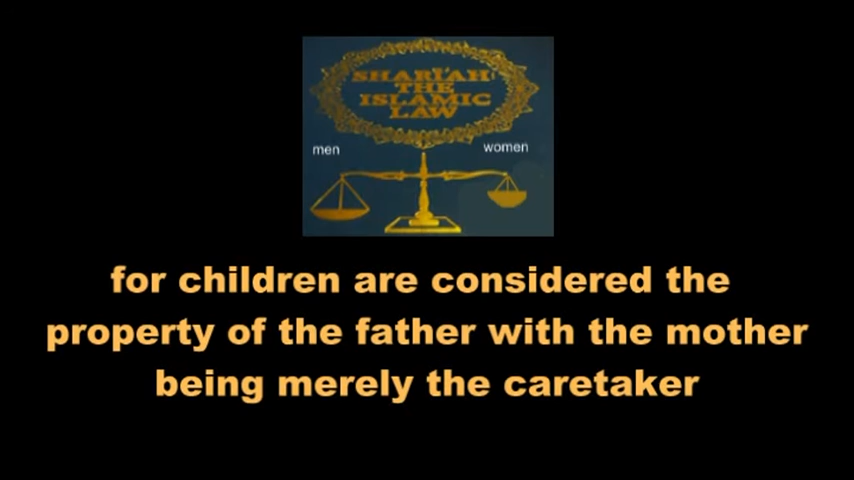 SHARI'AH
THE
ISLAMIC
LAW
men
women
for children are considered the
property of the father with the mother
being merely the caretaker